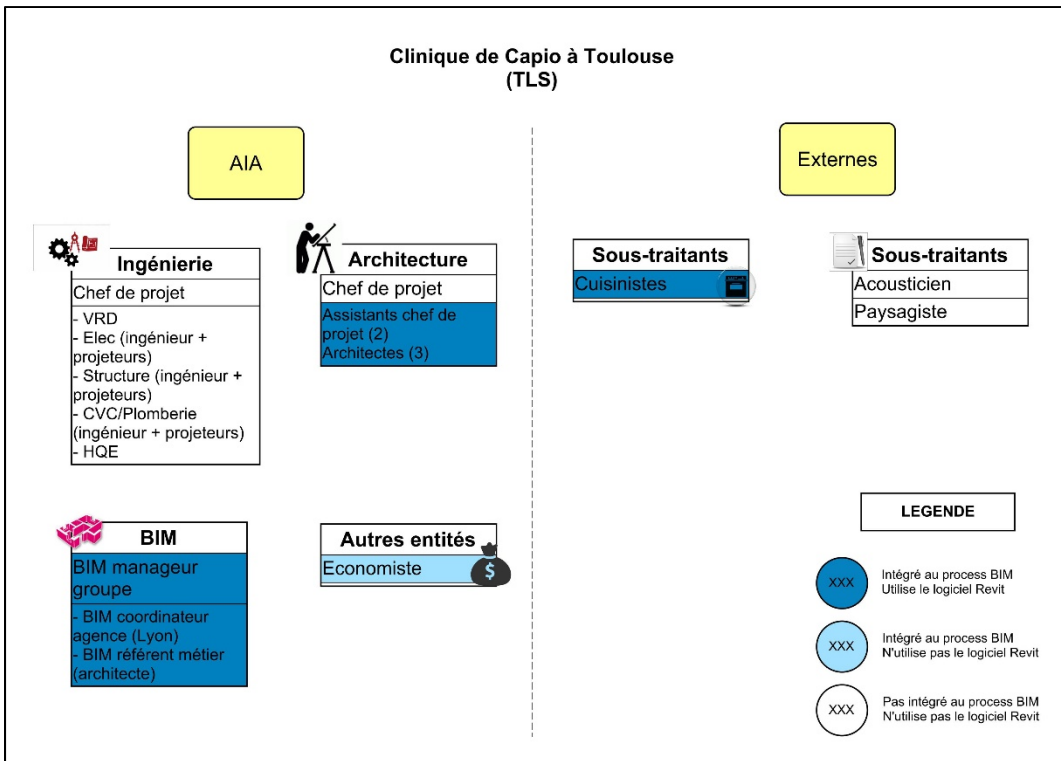 Clinique de Capio à Toulouse
(TLS)
AIA
Externes
Ingénierie
Chef de projet
- VRD
- Elec (ingénieur +
projeteurs)
- Structure (ingénieur +
projeteurs)
- CVC/Plomberie
(ingénieur + projeteurs)
- HQE
Architecture
Chef de projet
Assistants chef de
projet (2)
Architectes (3)
Sous-traitants
Cuisinistes
Sous-traitants
Acousticien
Paysagiste
BIM
BIM manageur
groupe
- BIM coordinateur
agence (Lyon)
- BIM référent métier
(architecte)
Autres entités
Economiste
$
LEGENDE
XXX
Intégré au process BIM
Utilise le logiciel Revit
XXX
Intégré au process BIM
N'utilise pas le logiciel Revit
XXX
Pas intégré au process BIM
N'utilise pas le logiciel Revit